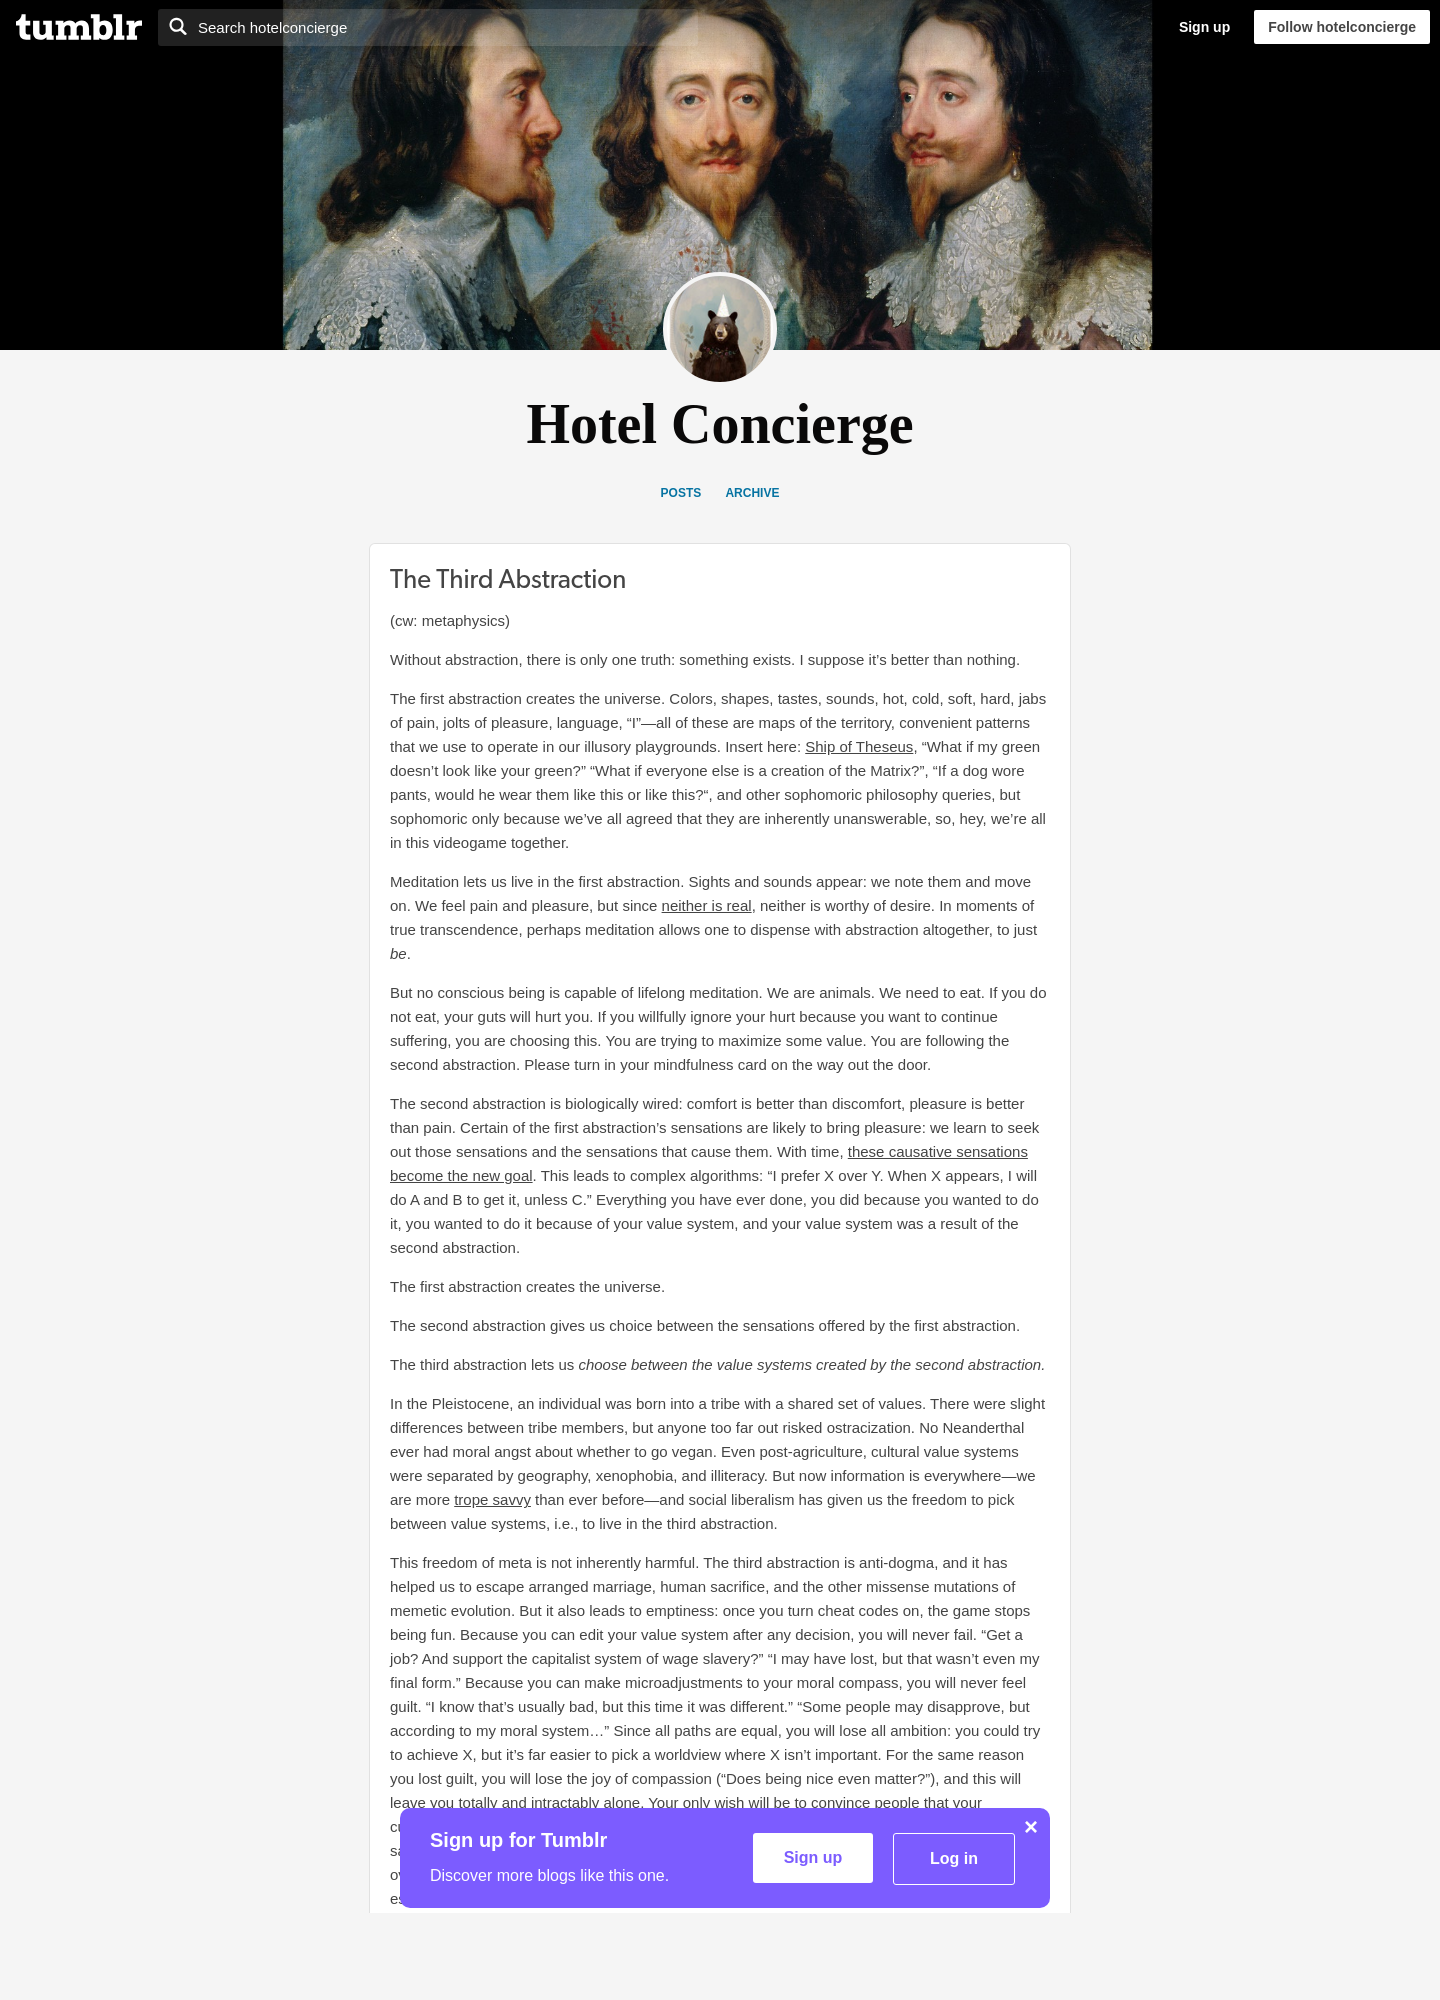 tumblr
Search hotelconcierge
Sign up
Follow hotelconcierge
Hotel Concierge
POSTS
ARCHIVE
The Third Abstraction
(cw: metaphysics)
Without abstraction, there is only one truth: something exists. I suppose it’s better than nothing.
The first abstraction creates the universe. Colors, shapes, tastes, sounds, hot, cold, soft, hard, jabs
of pain, jolts of pleasure, language, “I”—all of these are maps of the territory, convenient patterns
that we use to operate in our illusory playgrounds. Insert here: Ship of Theseus, “What if my green
doesn’t look like your green?” “What if everyone else is a creation of the Matrix?”, “If a dog wore
pants, would he wear them like this or like this?“, and other sophomoric philosophy queries, but
sophomoric only because we’ve all agreed that they are inherently unanswerable, so, hey, we’re all
in this videogame together.
Meditation lets us live in the first abstraction. Sights and sounds appear: we note them and move
on. We feel pain and pleasure, but since neither is real, neither is worthy of desire. In moments of
true transcendence, perhaps meditation allows one to dispense with abstraction altogether, to just
be.
But no conscious being is capable of lifelong meditation. We are animals. We need to eat. If you do
not eat, your guts will hurt you. If you willfully ignore your hurt because you want to continue
suffering, you are choosing this. You are trying to maximize some value. You are following the
second abstraction. Please turn in your mindfulness card on the way out the door.
The second abstraction is biologically wired: comfort is better than discomfort, pleasure is better
than pain. Certain of the first abstraction’s sensations are likely to bring pleasure: we learn to seek
out those sensations and the sensations that cause them. With time, these causative sensations
become the new goal. This leads to complex algorithms: “I prefer X over Y. When X appears, I will
do A and B to get it, unless C.” Everything you have ever done, you did because you wanted to do
it, you wanted to do it because of your value system, and your value system was a result of the
second abstraction.
The first abstraction creates the universe.
The second abstraction gives us choice between the sensations offered by the first abstraction.
The third abstraction lets us choose between the value systems created by the second abstraction.
In the Pleistocene, an individual was born into a tribe with a shared set of values. There were slight
differences between tribe members, but anyone too far out risked ostracization. No Neanderthal
ever had moral angst about whether to go vegan. Even post-agriculture, cultural value systems
were separated by geography, xenophobia, and illiteracy. But now information is everywhere—we
are more trope savvy than ever before—and social liberalism has given us the freedom to pick
between value systems, i.e., to live in the third abstraction.
This freedom of meta is not inherently harmful. The third abstraction is anti-dogma, and it has
helped us to escape arranged marriage, human sacrifice, and the other missense mutations of
memetic evolution. But it also leads to emptiness: once you turn cheat codes on, the game stops
being fun. Because you can edit your value system after any decision, you will never fail. “Get a
job? And support the capitalist system of wage slavery?” “I may have lost, but that wasn’t even my
final form.” Because you can make microadjustments to your moral compass, you will never feel
guilt. “I know that’s usually bad, but this time it was different.” “Some people may disapprove, but
according to my moral system…” Since all paths are equal, you will lose all ambition: you could try
to achieve X, but it’s far easier to pick a worldview where X isn’t important. For the same reason
you lost guilt, you will lose the joy of compassion (“Does being nice even matter?”), and this will
leave you totally and intractably alone. Your only wish will be to convince people that your
Sign up for Tumblr
Discover more blogs like this one.
Sign up
Log in